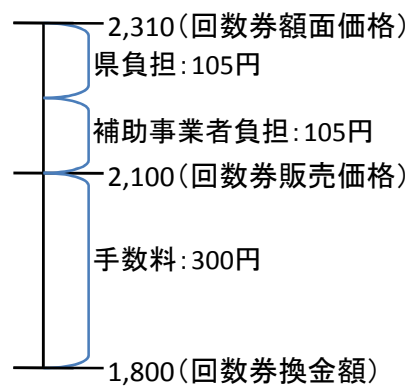 2,310(回数券額面価格)
県負担:105円
補助事業者負担:105円
2,100(回数券販売価格)
手数料:300円
1,800(回数券換金額)